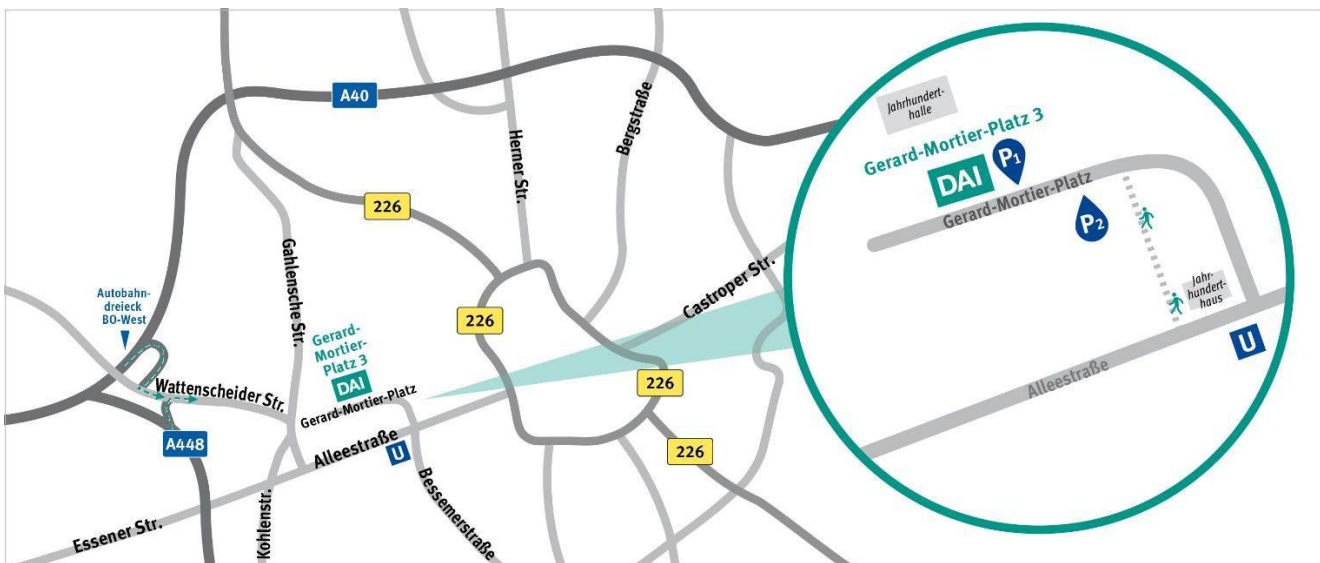 A40
226
Herner Str.
Bergstraße
Gahlensche Str.
226
226
226
Castroper Str.
Autobahn-
dreieck
BO-West
Gerard-
Mortier-
Platz 3
DAI
Wattenscheider Str.
Gerard-Mortier-Platz
A448
Alleestraße
U
Essener Str.
Kohlenstr.
Bessemerstraße
Jahrhundert-
halle
Gerard-Mortier-Platz 3
DAI
P1
Gerard-Mortier-Platz
P2
Jahr-
hundert-
haus
U
Alleestraße